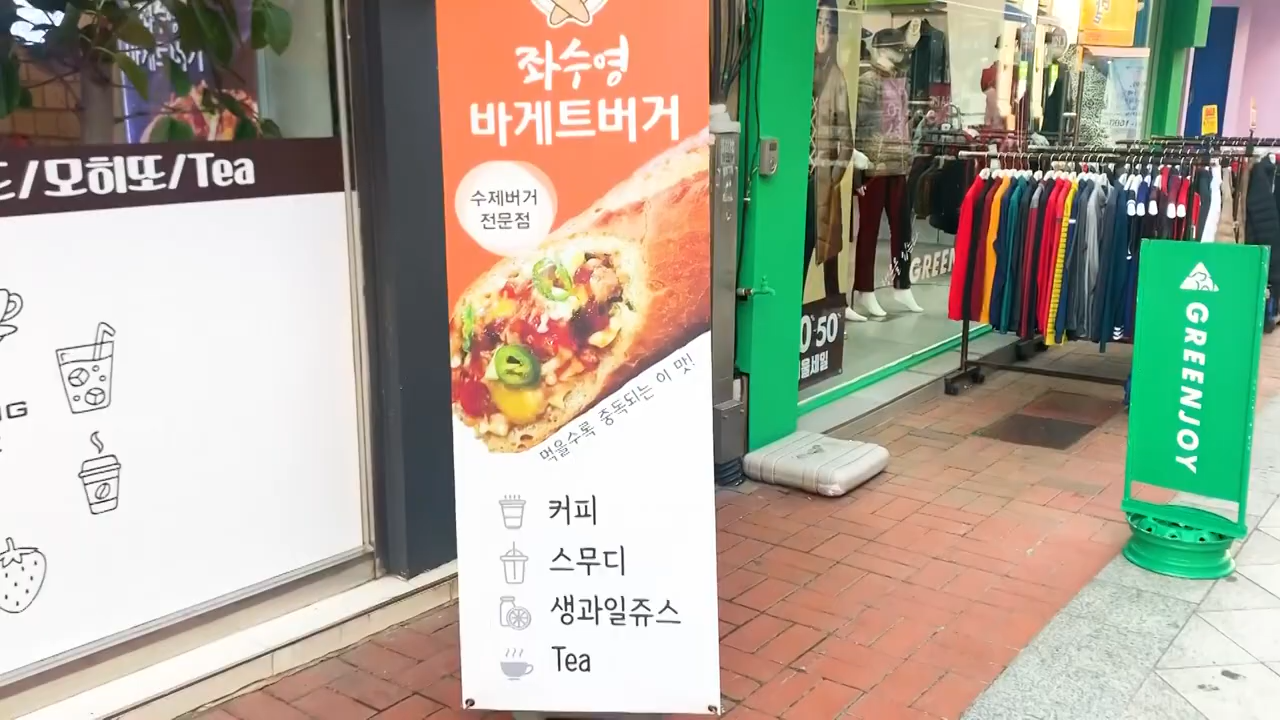 /모히또/Tea
좌수영
바게트버거
수제버거
전문점
먹을수록 중독되는 이 맛!
커피
스무디
생과일쥬스
Tea
GREENJOY